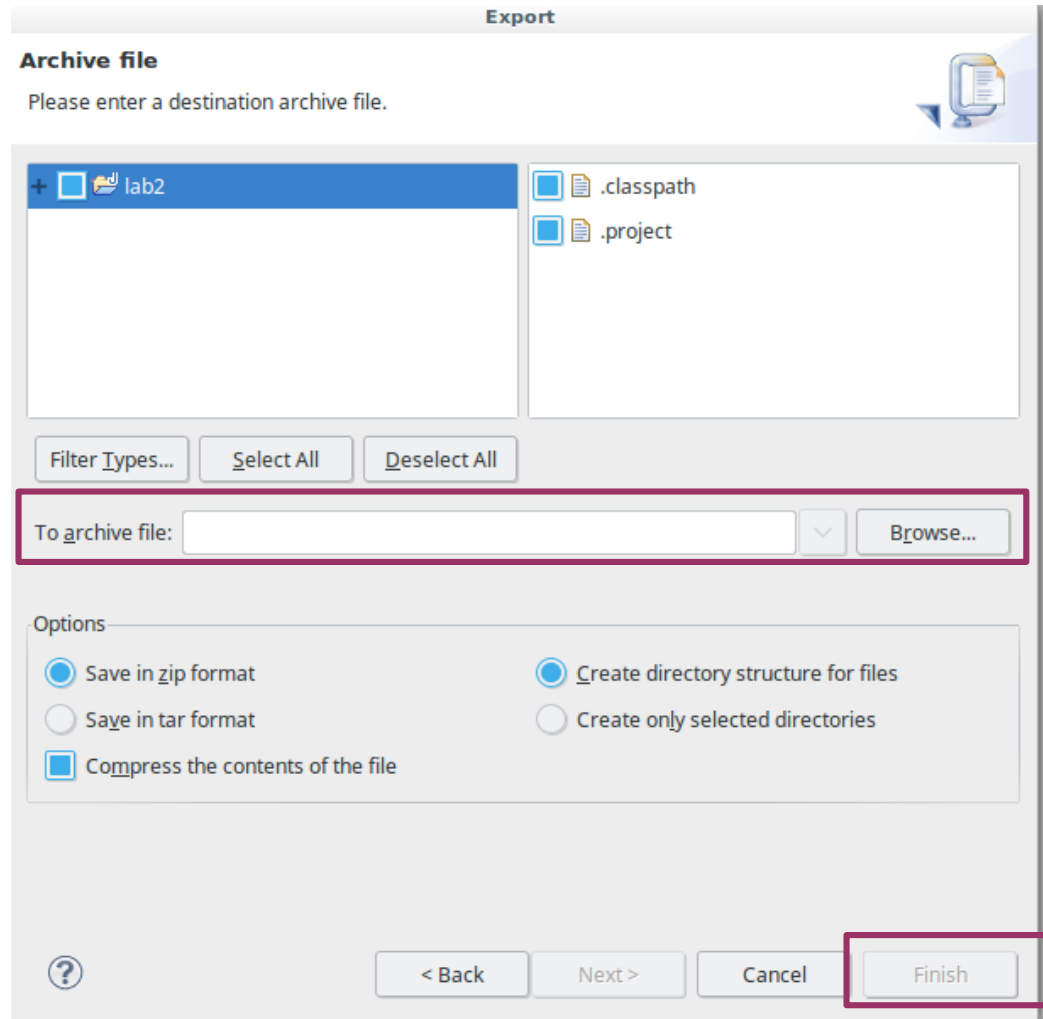 Export
Archive file
Please enter a destination archive file.
lab2
.classpath
.project
Filter Types...
Select All
Deselect All
To archive file:
Browse...
Options
Save in zip format
Create directory structure for files
Save in tar format
Create only selected directories
Compress the contents of the file
?
< Back
Next >
Cancel
Finish